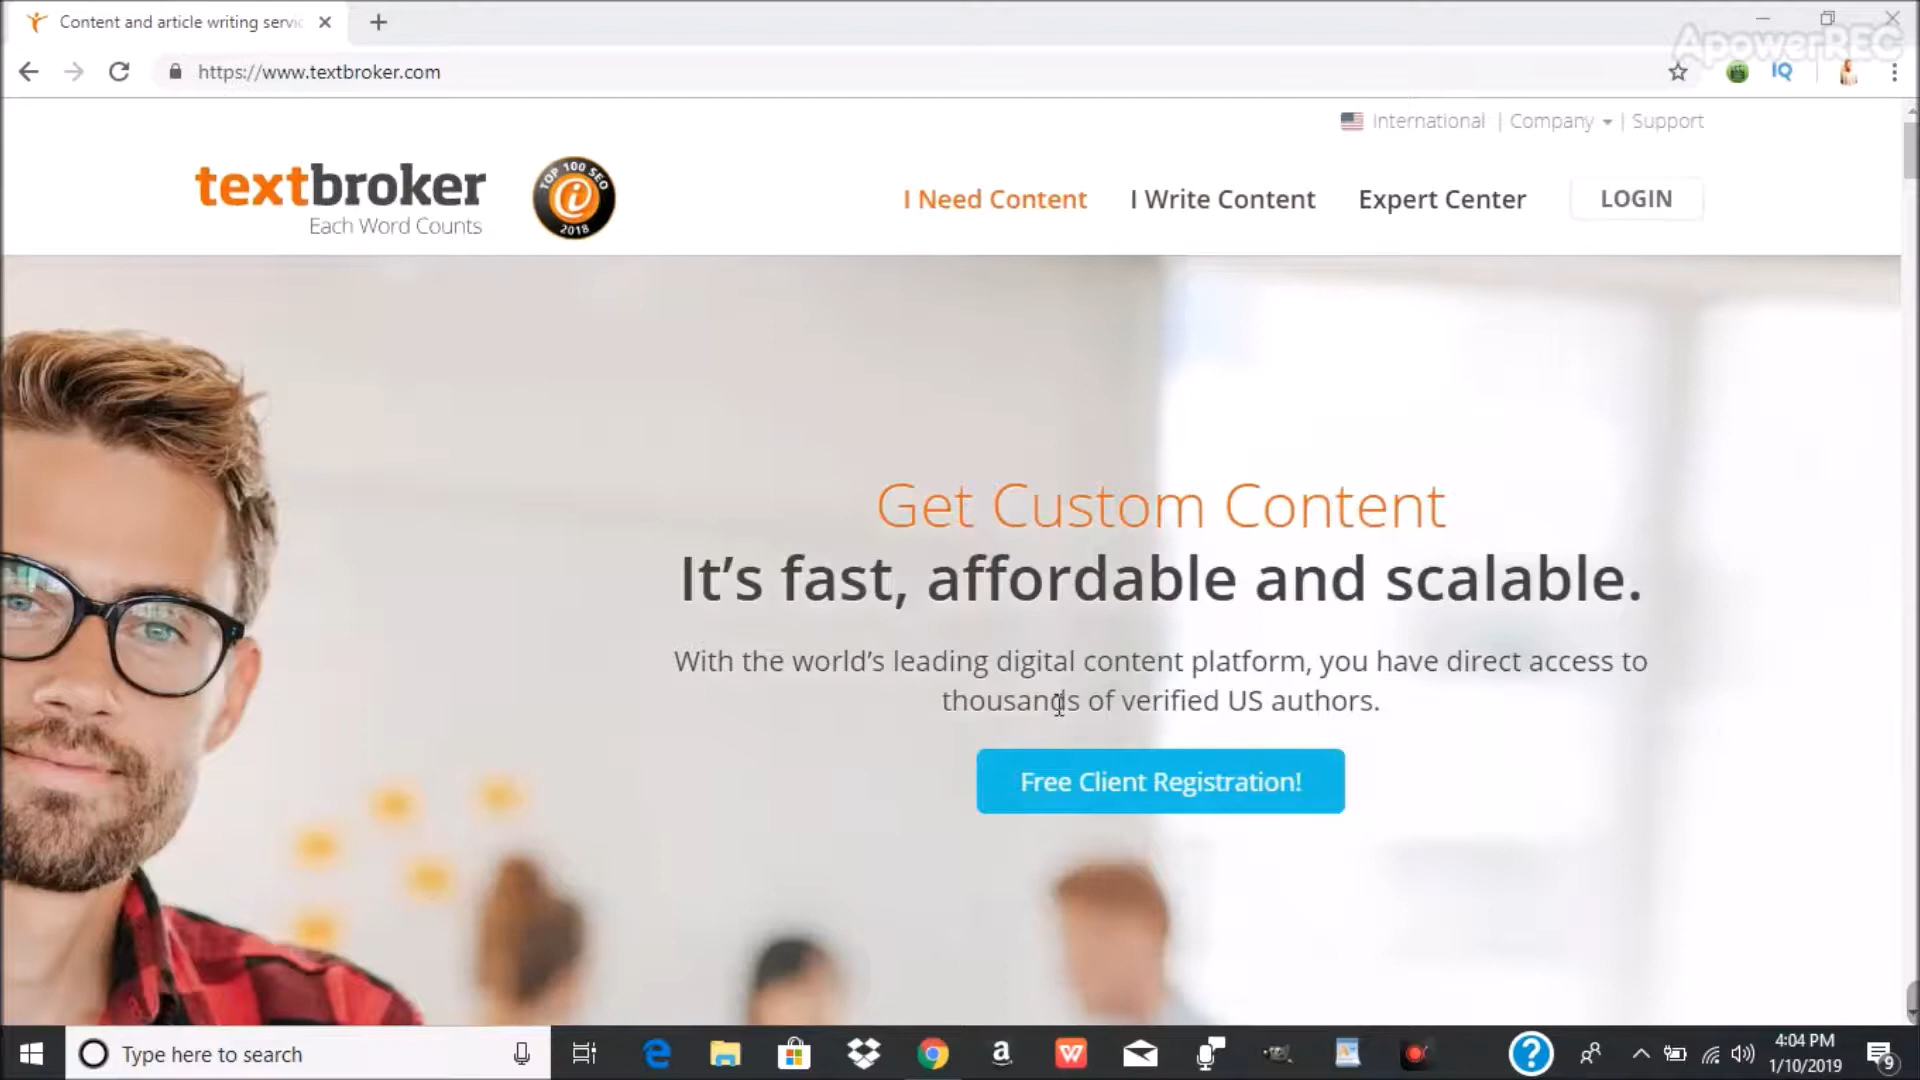 Content and article writing servic
ApowerREC
https://www.textbroker.com
IQ
International | Company | Support
textbroker
Each Word Counts
TOP 100 SEO
2018
I Need Content
I Write Content
Expert Center
LOGIN
Get Custom Content
It's fast, affordable and scalable.
With the world's leading digital content platform, you have direct access to
thousands of verified US authors.
Free Client Registration!
Type here to search
4:04 PM
1/10/2019
9